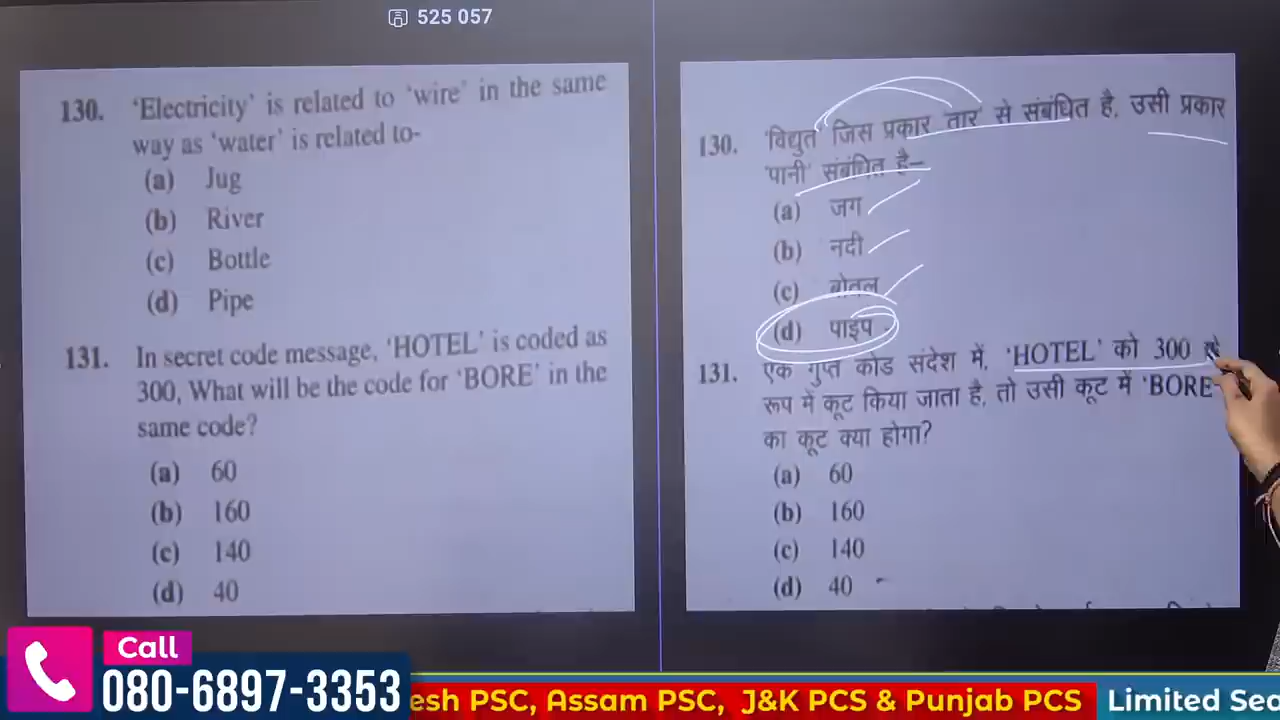 525 057
130. 'Electricity' is related to 'wire' in the same
way as 'water' is related to-
(a) Jug
(b) River
(c) Bottle
(d) Pipe
131. In secret code message, 'HOTEL' is coded as
300, What will be the code for 'BORE' in the
same code?
(a) 60
(b) 160
(c) 140
(d) 40
130. 'विद्युत' जिस प्रकार 'तार' से संबंधित है, उसी प्रकार
'पानी' संबंधित है–
(a) जग
(b) नदी
(c) बोतल
(d) पाइप
131. एक गुप्त कोड संदेश में, 'HOTEL' को 300 के
रूप में कूट किया जाता है, तो उसी कूट में 'BORE'
का कूट क्या होगा?
(a) 60
(b) 160
(c) 140
(d) 40
Call
080-6897-3353
esh PSC, Assam PSC, J&K PCS & Punjab PCS
Limited